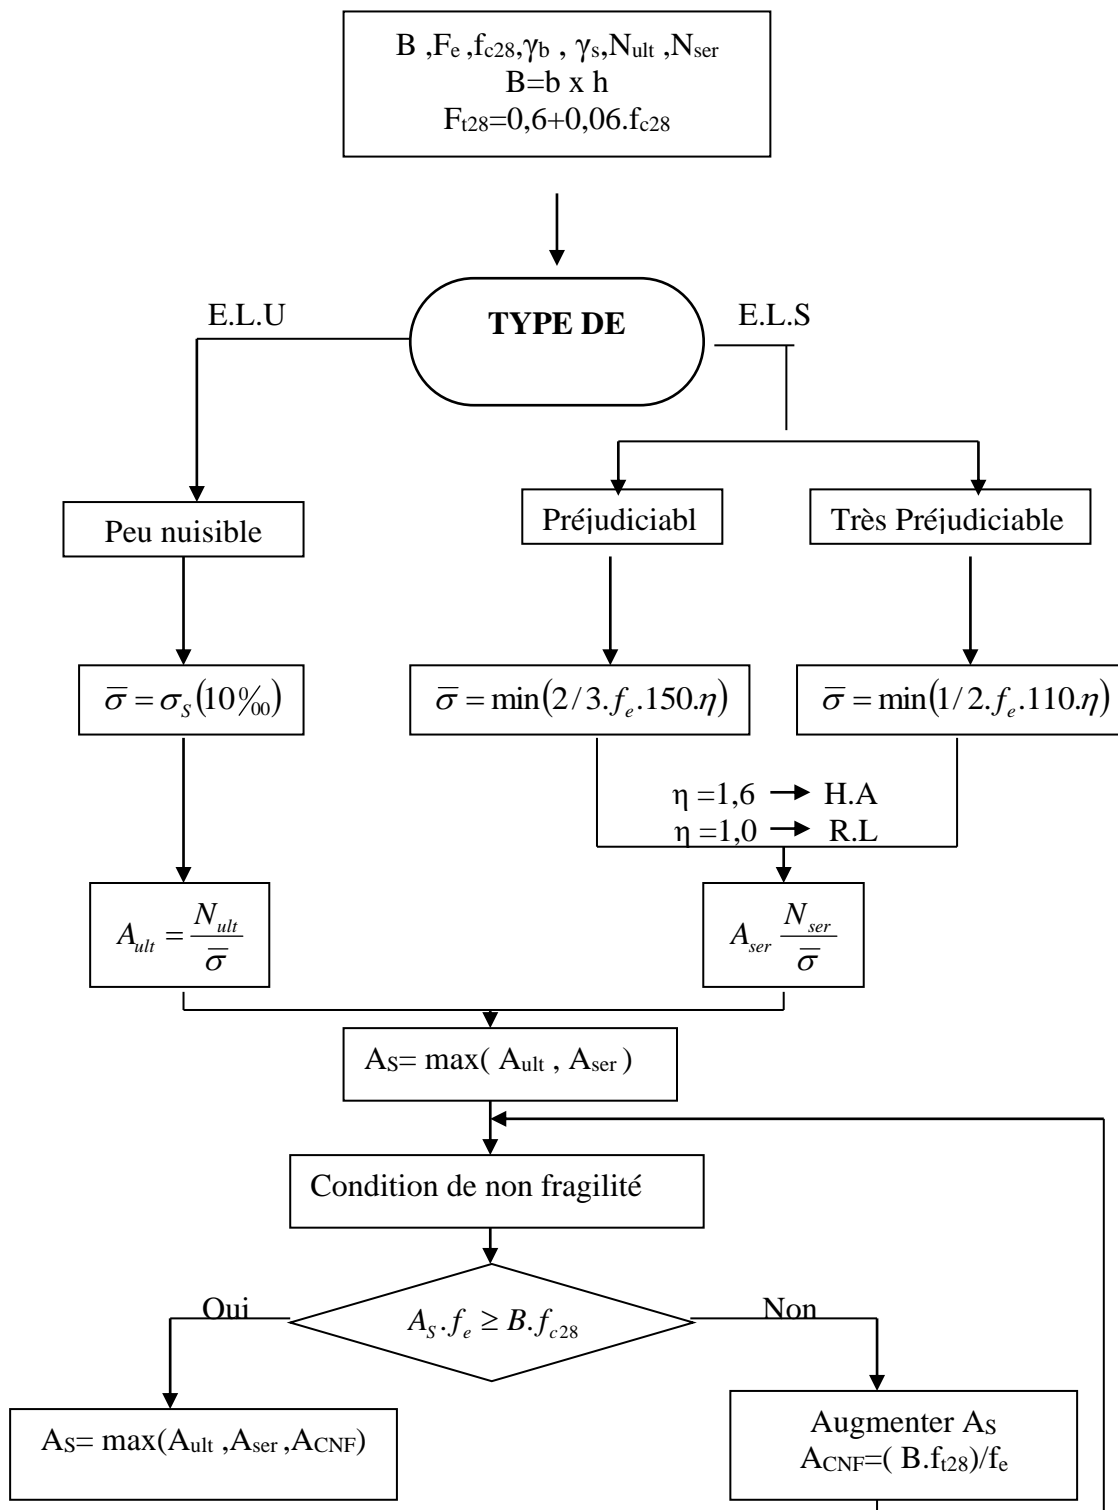 B ,Fe ,fc28,γb , γs,Nult ,Nser
B=b x h
Ft28=0,6+0,06.fc28
E.L.U
TYPE DE
E.L.S
Peu nuisible
Préjudiciabl
Très Préjudiciable
σ̅ = σS(10‰)
σ̅ = min(2/3.fe.150.η)
σ̅ = min(1/2.fe.110.η)
η =1,6 → H.A
η =1,0 → R.L
Ault = Nult / σ̅
Aser Nser / σ̅
AS= max( Ault , Aser )
Condition de non fragilité
Oui
AS.fe ≥ B.fc28
Non
AS= max(Ault ,Aser ,ACNF)
Augmenter AS
ACNF=( B.ft28)/fe